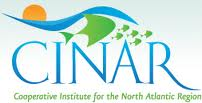 CINAR
Cooperative Institute for the North Atlantic Region